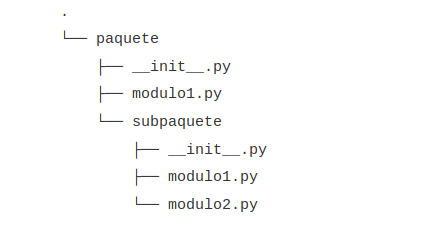 .
└── paquete
    ├── __init__.py
    ├── modulo1.py
    └── subpaquete
        ├── __init__.py
        ├── modulo1.py
        └── modulo2.py